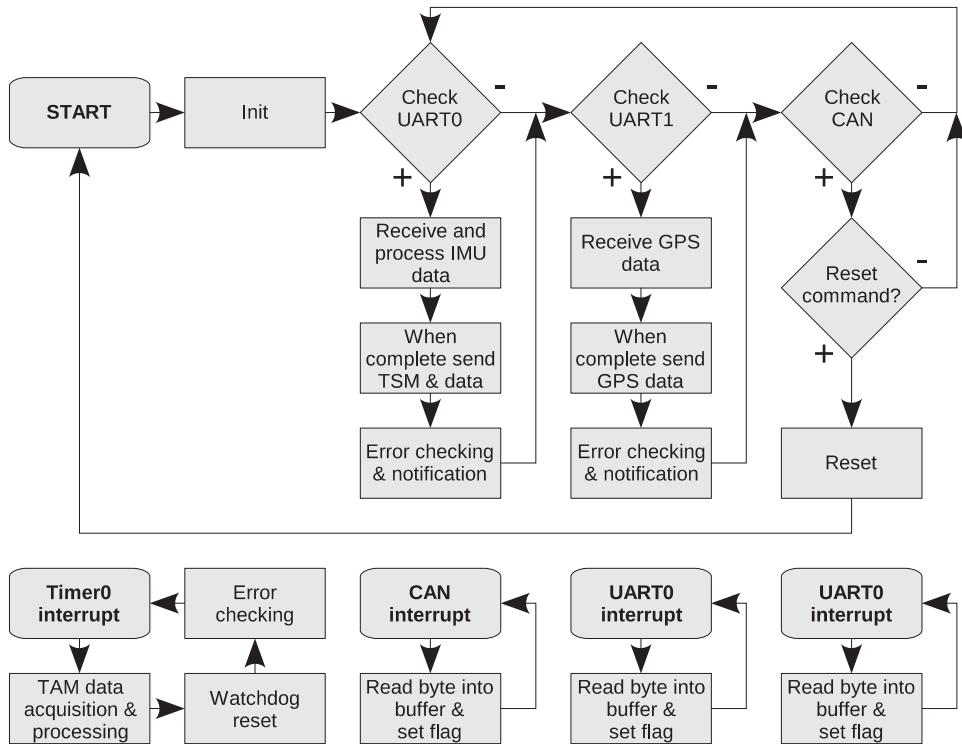 START
Init
Check
UART0
-
+
Check
UART1
-
+
Check
CAN
-
+
Receive and
process IMU
data
When
complete send
TSM & data
Error checking
& notification
Receive GPS
data
When
complete send
GPS data
Error checking
& notification
Reset
command?
-
+
Reset
Timer0
interrupt
Error
checking
TAM data
acquisition &
processing
Watchdog
reset
CAN
interrupt
Read byte into
buffer &
set flag
UART0
interrupt
Read byte into
buffer &
set flag
UART0
interrupt
Read byte into
buffer &
set flag